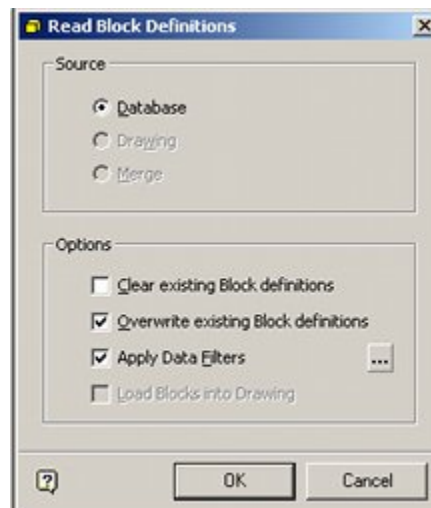 Read Block Definitions
Source
Database
Drawing
Merge
Options
Clear existing Block definitions
Overwrite existing Block definitions
Apply Data Filters
...
Load Blocks into Drawing
OK
Cancel